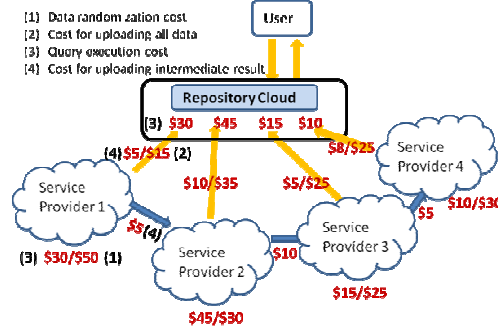 (1) Data randomization cost
(2) Cost for uploading all data
(3) Query execution cost
(4) Cost for uploading intermediate result
User
Repository Cloud
(3) $30 $45 $15 $10
(4) $5/$15 (2)
$10/$35
$5/$25
$8/$25
Service
Provider 1
Service
Provider 4
$5 (4)
$5
$10/$30
Service
Provider 2
$10
Service
Provider 3
(3) $30/$50 (1)
$15/$25
$45/$30